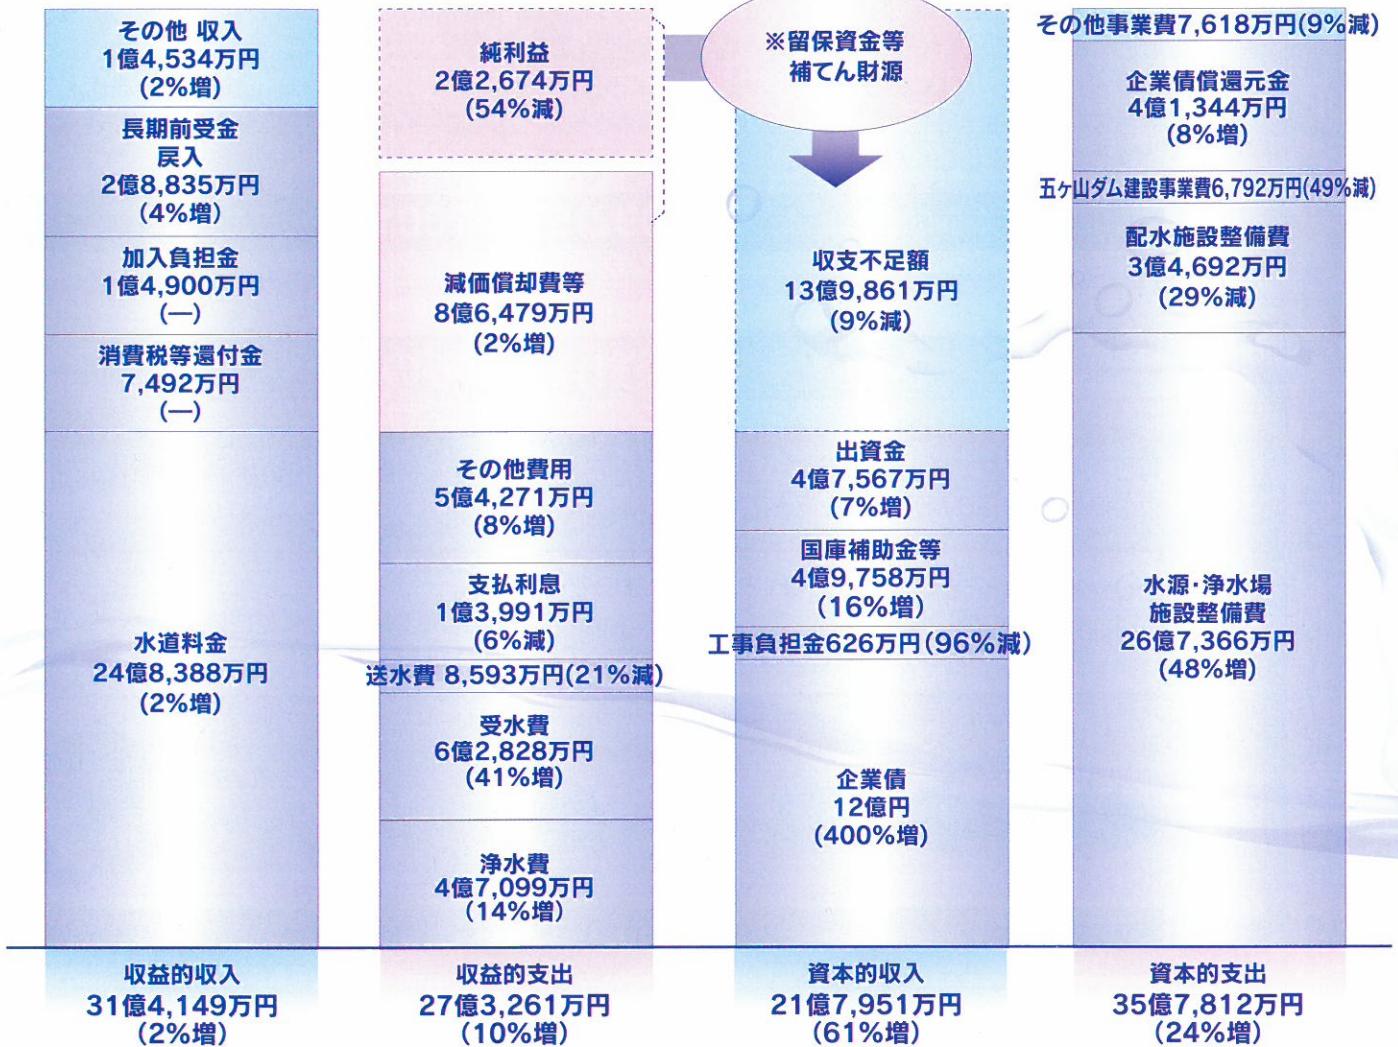 その他 収入
1億4,534万円
(2%増)
長期前受金
戻入
2億8,835万円
(4%増)
加入負担金
1億4,900万円
(―)
消費税等還付金
7,492万円
(―)
水道料金
24億8,388万円
(2%増)
収益的収入
31億4,149万円
(2%増)
純利益
2億2,674万円
(54%減)
減価償却費等
8億6,479万円
(2%増)
その他費用
5億4,271万円
(8%増)
支払利息
1億3,991万円
(6%減)
送水費 8,593万円(21%減)
受水費
6億2,828万円
(41%増)
浄水費
4億7,099万円
(14%増)
収益的支出
27億3,261万円
(10%増)
※留保資金等
補てん財源
収支不足額
13億9,861万円
(9%減)
出資金
4億7,567万円
(7%増)
国庫補助金等
4億9,758万円
(16%増)
工事負担金626万円(96%減)
企業債
12億円
(400%増)
資本的収入
21億7,951万円
(61%増)
その他事業費7,618万円(9%減)
企業債償還元金
4億1,344万円
(8%増)
五ヶ山ダム建設事業費6,792万円(49%減)
配水施設整備費
3億4,692万円
(29%減)
水源・浄水場
施設整備費
26億7,366万円
(48%増)
資本的支出
35億7,812万円
(24%増)